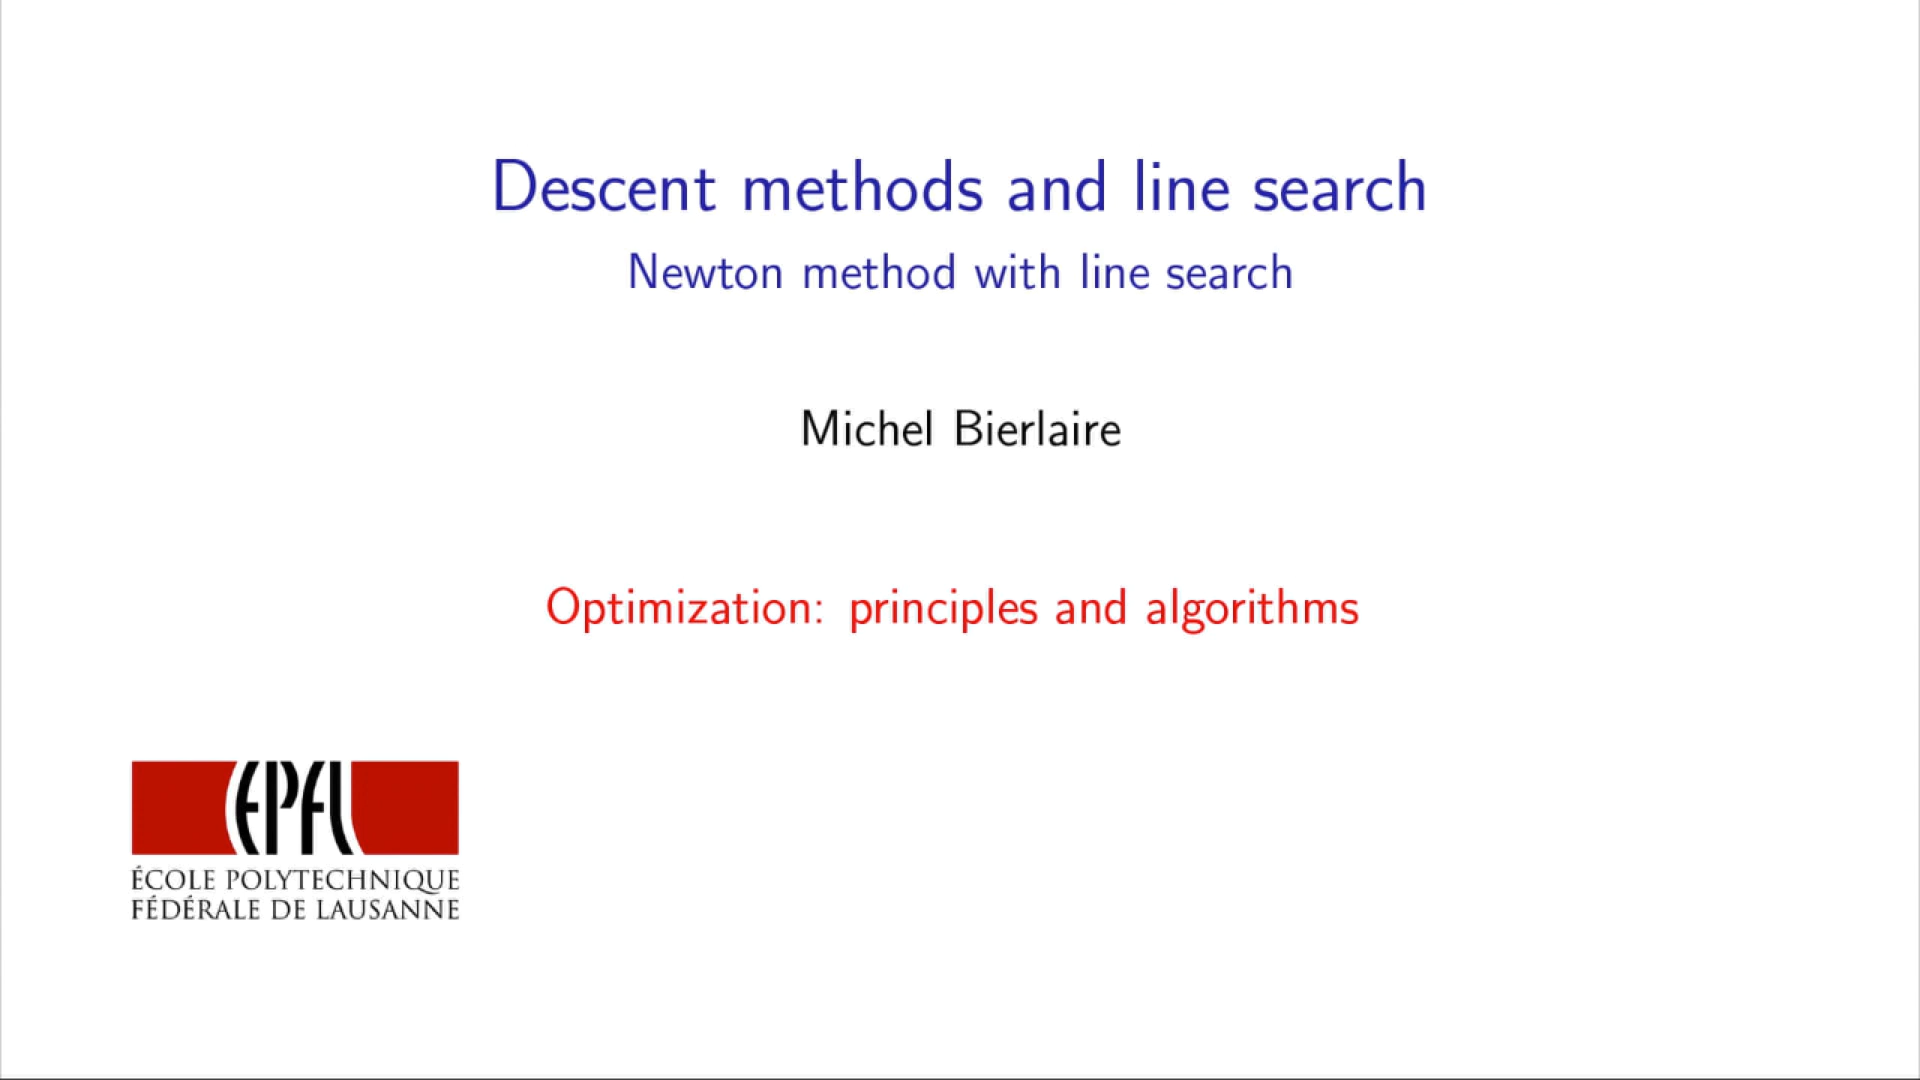 Descent methods and line search
Newton method with line search
Michel Bierlaire
Optimization: principles and algorithms
EPFL
ÉCOLE POLYTECHNIQUE
FÉDÉRALE DE LAUSANNE